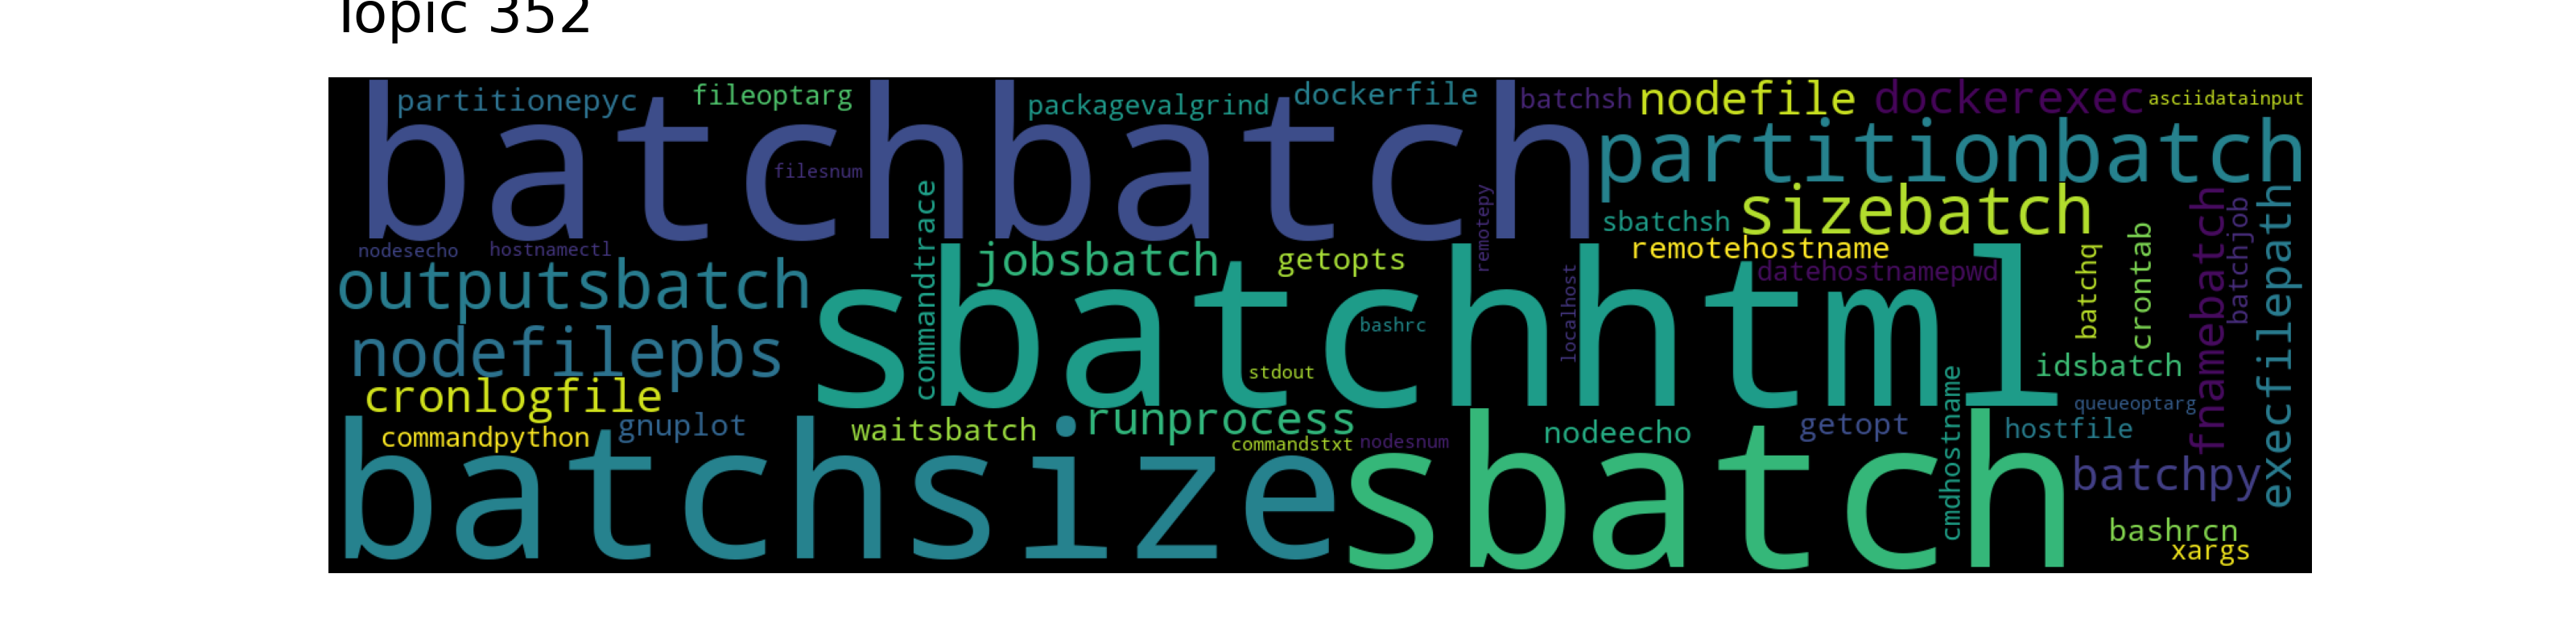 Topic 352
partitionepyc
fileoptarg
packagevalgrind
dockerfile
batchsh
nodefile
dockerexec
asciidatainput
batchbatch
filesnum
partitionbatch
sizebatch
sbatchsh
remotepy
commandtrace
nodesecho
hostnamectl
outputsbatch
jobsbatch
getopts
remotehostname
datehostnamepwd
batchq
crontab
fnamebatch
batchjob
execfilepath
sbatchhtml
localhost
bashrc
stdout
nodefilepbs
idsbatch
cronlogfile
commandpython
gnuplot
waitsbatch
runprocess
commandstxt
nodesnum
nodeecho
getopt
cmdhostname
queueoptarg
hostfile
batchsize
sbatch
batchpy
bashrcn
xargs